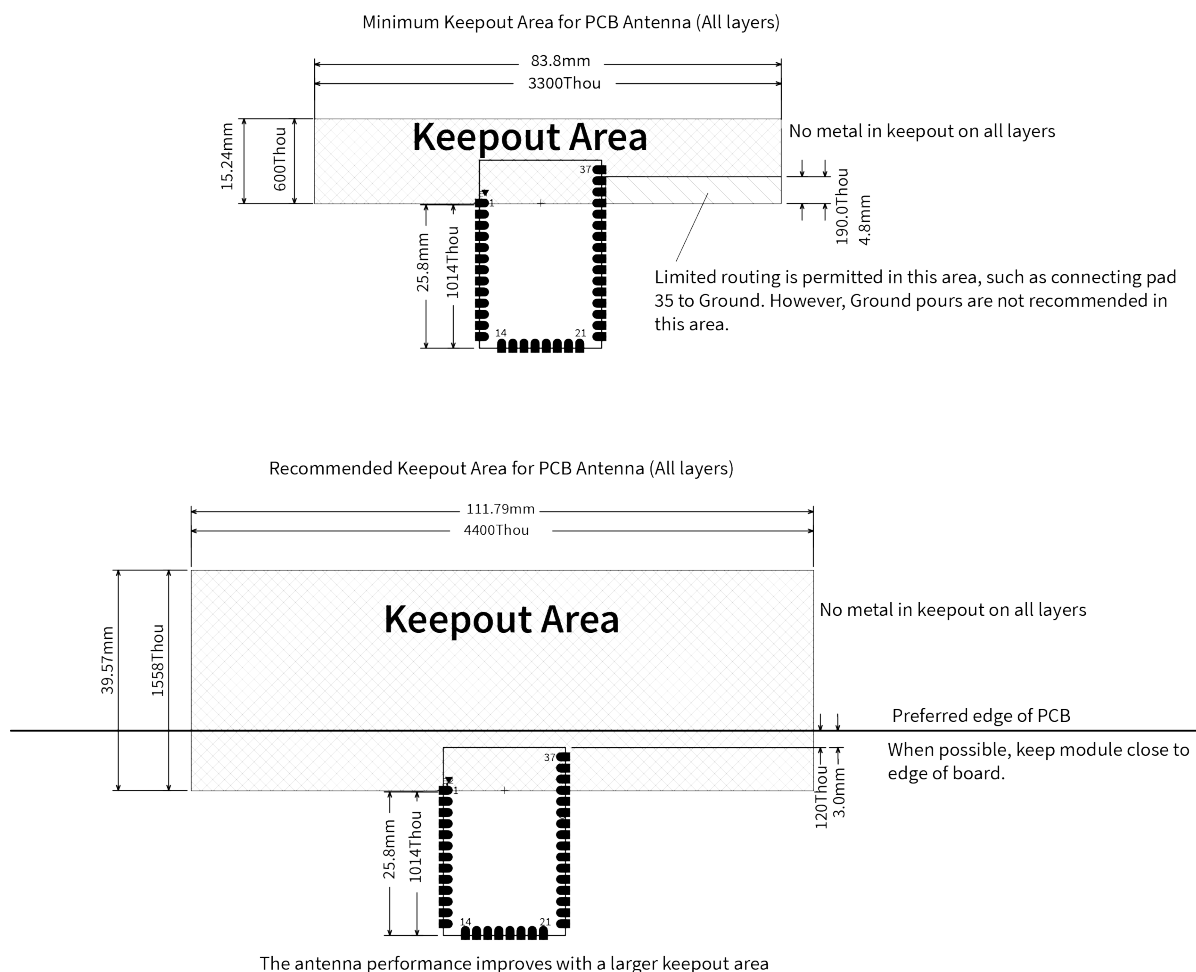 Minimum Keepout Area for PCB Antenna (All layers)
83.8mm
3300Thou
Keepout Area
No metal in keepout on all layers
15.24mm
600Thou
37
1
190.0Thou
4.8mm
25.8mm
1014Thou
Limited routing is permitted in this area, such as connecting pad
35 to Ground. However, Ground pours are not recommended in
this area.
14
21
Recommended Keepout Area for PCB Antenna (All layers)
111.79mm
4400Thou
Keepout Area
No metal in keepout on all layers
39.57mm
1558Thou
Preferred edge of PCB
When possible, keep module close to
edge of board.
37
1
120Thou
3.0mm
25.8mm
1014Thou
14
21
The antenna performance improves with a larger keepout area